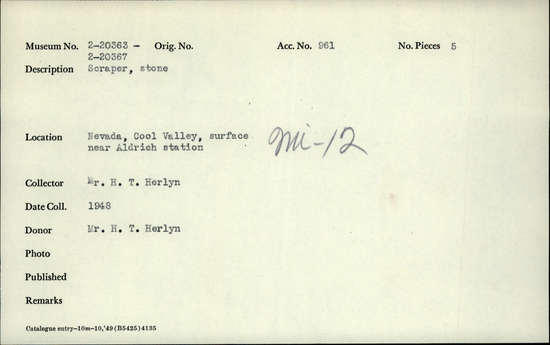 Museum No. 2-20363 - Orig. No. Acc. No. 961 No. Pieces 5
2-20367
Description Scraper, stone
Location Nevada, Cool Valley, surface
near Aldrich station
Mi-12
Collector Mr. H. T. Herlyn
Date Coll. 1948
Donor Mr. H. T. Herlyn
Photo
Published
Remarks
Catalogue entry—10m-10,'49 (B5425) 4135